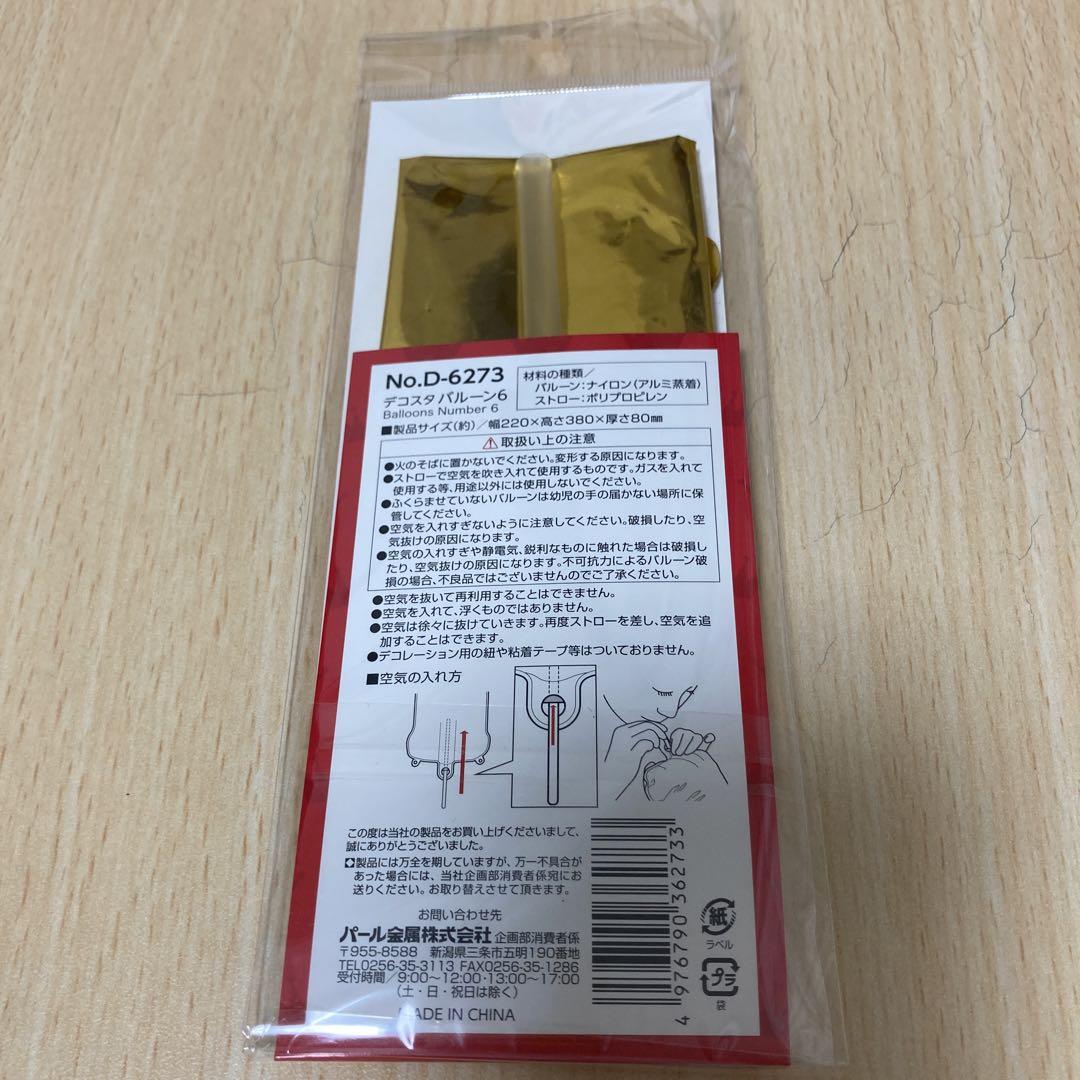 No.D-6273
デコスタ バルーン6
Balloons Number 6
材料の種類／
バルーン：ナイロン（アルミ蒸着）
ストロー：ポリプロピレン
■製品サイズ（約）／幅220×高さ380×厚さ80mm
⚠取扱い上の注意
●火のそばに置かないでください。変形する原因になります。
●ストローで空気を吹き入れて使用するものです。ガスを入れて
使用する等、用途以外には使用しないでください。
●ふくらませていないバルーンは幼児の手の届かない場所に保
管してください。
●空気を入れすぎないように注意してください。破損したり、空
気抜けの原因になります。
●空気の入れすぎや静電気、鋭利なものに触れた場合は破損し
たり、空気抜けの原因になります。不可抗力によるバルーン破
損の場合、不良品ではございませんのでご了承ください。
●空気を抜いて再利用することはできません。
●空気を入れて、浮くものではありません。
●空気は徐々に抜けていきます。再度ストローを差し、空気を追
加することはできます。
●デコレーション用の紐や粘着テープ等はついておりません。
■空気の入れ方
この度は当社の製品をお買い上げくださいまして、
誠にありがとうございました。
製品には万全を期していますが、万一不具合が
あった場合には、当社企画部消費者係宛にお
送りください。お取り替えさせて頂きます。
お問い合わせ先
パール金属株式会社 企画部消費者係
〒955-8588 新潟県三条市五明190番地
TEL0256-35-3113 FAX0256-35-1286
受付時間／9:00〜12:00・13:00〜17:00
（土・日・祝日は除く）
MADE IN CHINA
4 976790 362733
紙
ラベル
プラ
袋